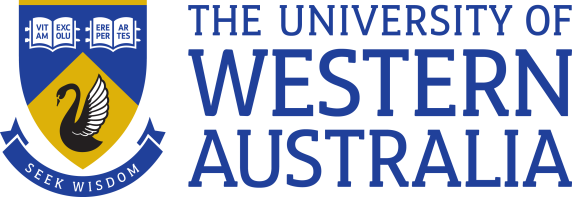 VIT EXC ERE AR
AM OLU PER TES
SEEK WISDOM
THE UNIVERSITY OF
WESTERN
AUSTRALIA